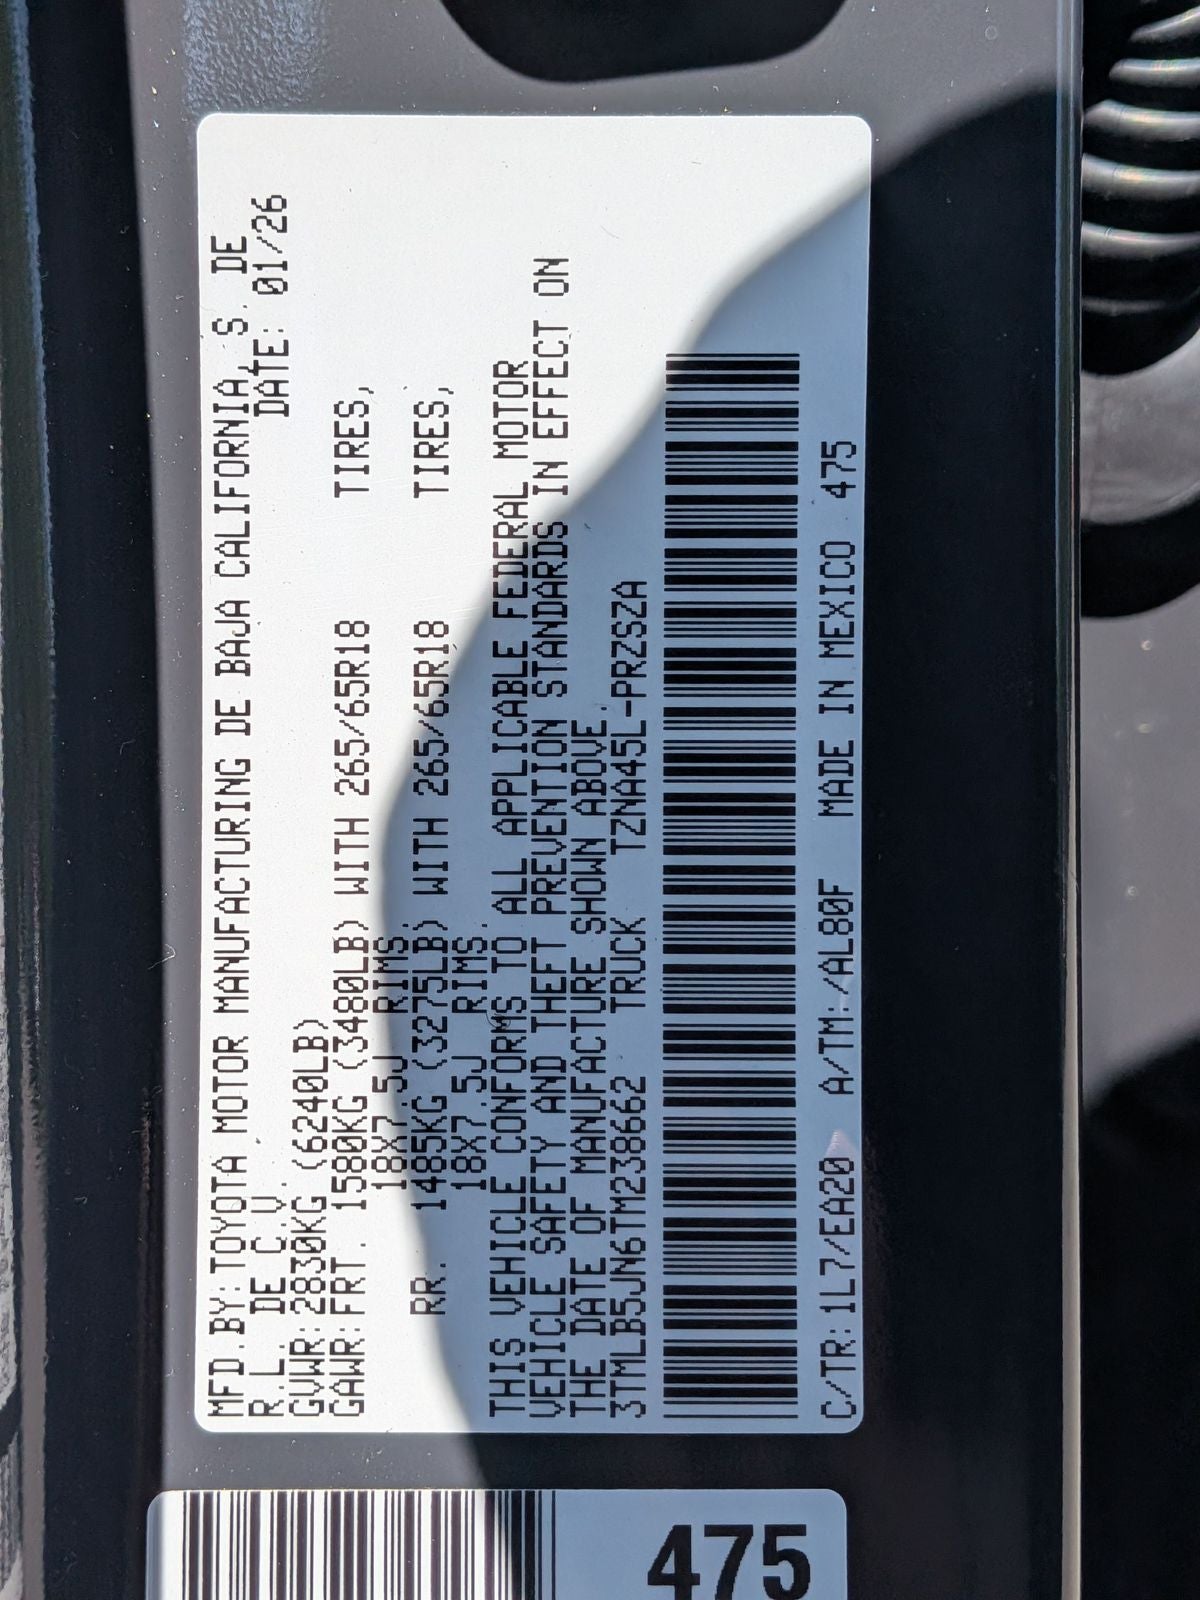 MFD.BY:TOYOTA MOTOR MANUFACTURING DE BAJA CALIFORNIA, S. DE
R.L. DE C.V. DATE: 01/26
GVWR:2830KG (6240LB)
GAWR:FRT. 1580KG (3480LB) WITH 265/65R18 TIRES,
18X7.5J RIMS
RR. 1485KG (3275LB) WITH 265/65R18 TIRES,
18X7.5J RIMS.
THIS VEHICLE CONFORMS TO ALL APPLICABLE FEDERAL MOTOR
VEHICLE SAFETY AND THEFT PREVENTION STANDARDS IN EFFECT ON
THE DATE OF MANUFACTURE SHOWN ABOVE.
3TMLB5JN6TM238662 TRUCK TZNA45L-PRZSZA
C/TR:1L7/EA20 A/TM:/AL80F MADE IN MEXICO 475
475